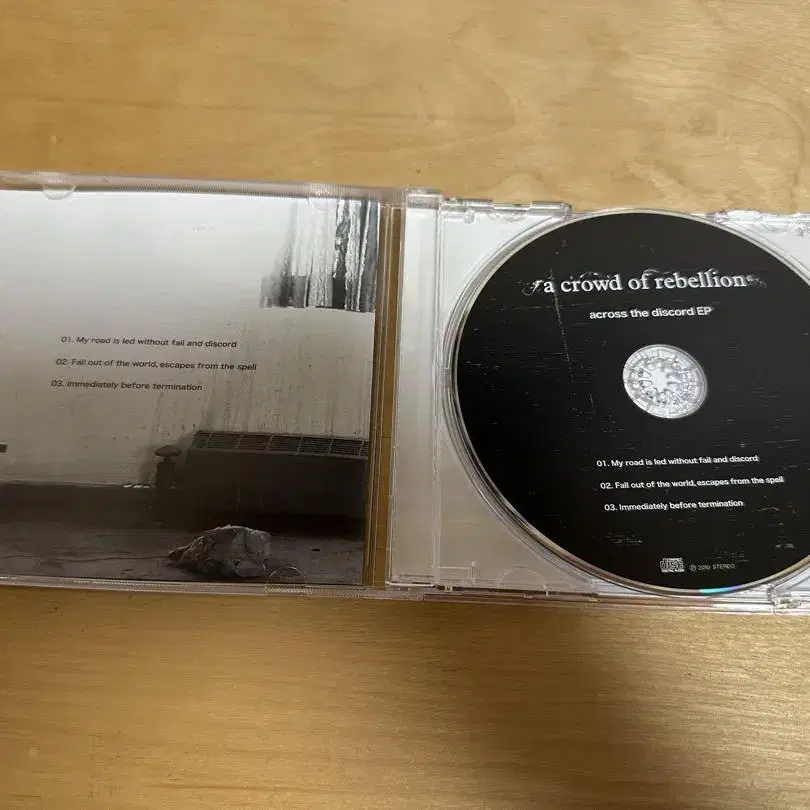 01. My road is led without fail and discord
02. Fall out of the world, escapes from the spell
03. Immediately before termination
a crowd of rebellion
across the discord EP
01. My road is led without fail and discord
02. Fall out of the world, escapes from the spell
03. Immediately before termination
℗ 2010 STEREO